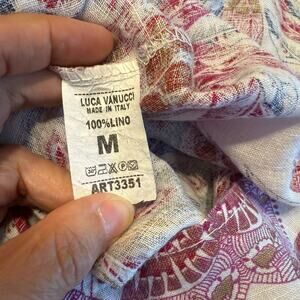 LUCA VANUCCI
MADE IN ITALY
100%LINO
M
ART3351